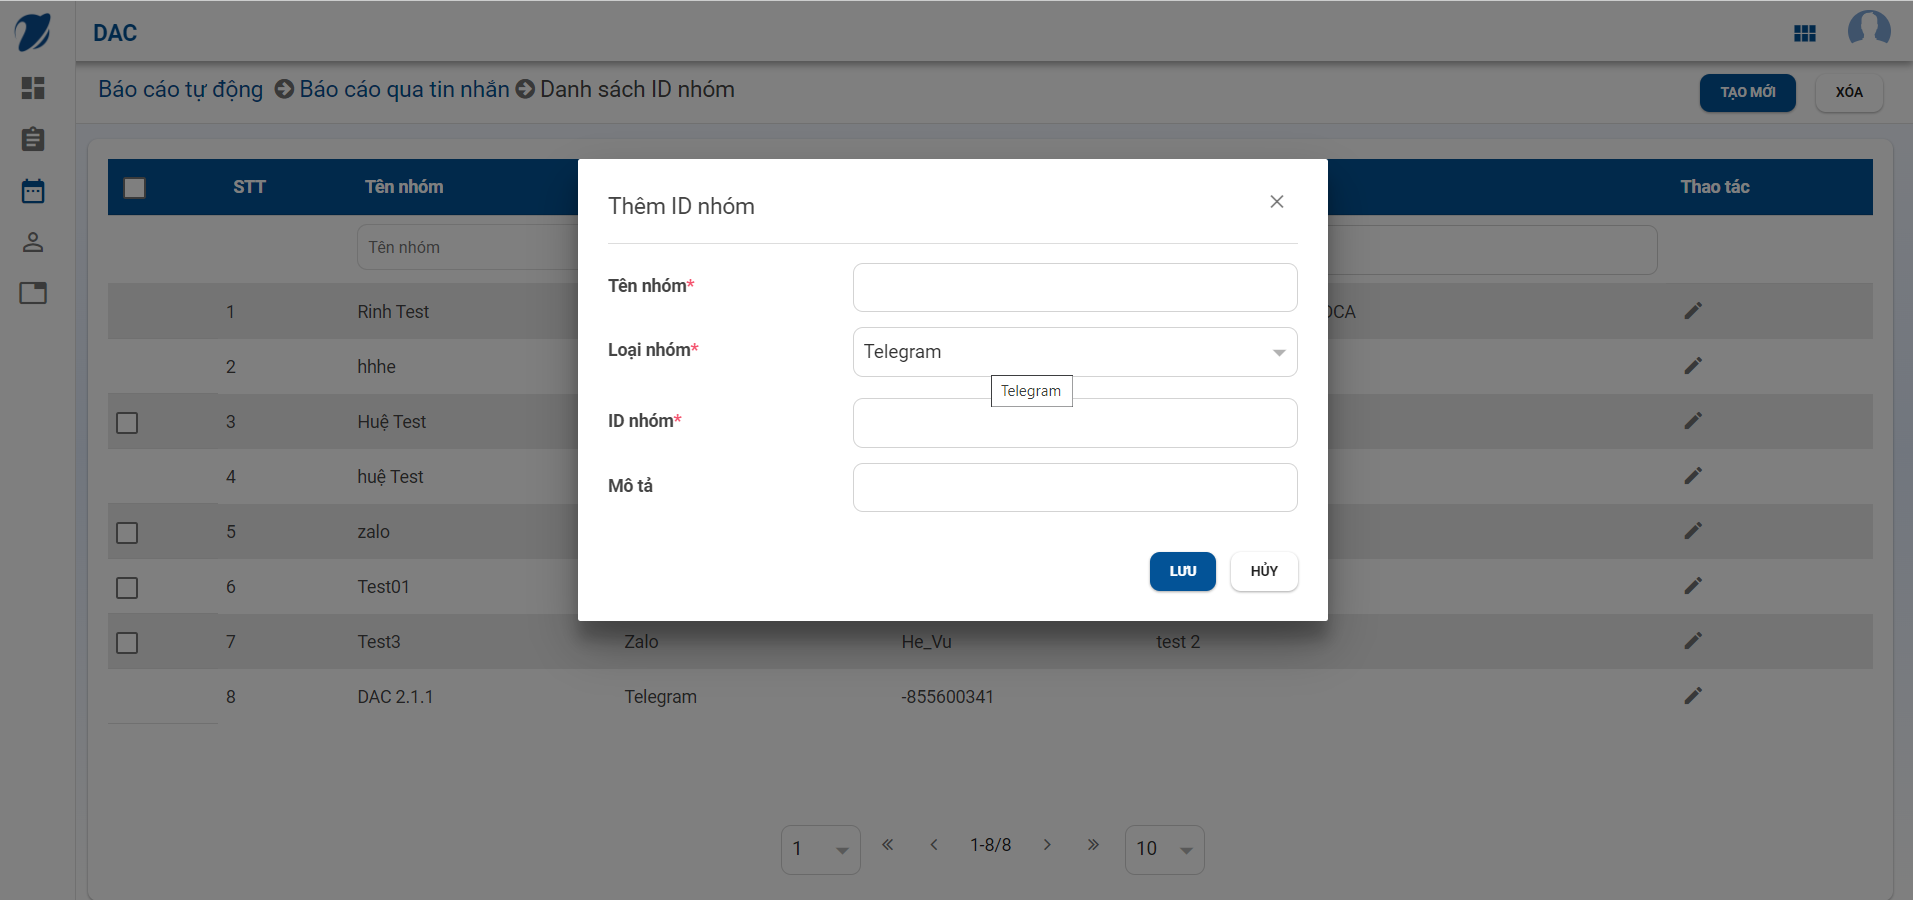 DAC
Báo cáo tự động Báo cáo qua tin nhắn Danh sách ID nhóm
TẠO MỚI XÓA
STT Tên nhóm Thao tác
Tên nhóm
1 Rinh Test
2 hhhe
3 Huệ Test
4 huệ Test
5 zalo
6 Test01
7 Test3 Zalo He_Vu test 2
8 DAC 2.1.1 Telegram -855600341
Thêm ID nhóm
Tên nhóm*
Loại nhóm* Telegram
Telegram
ID nhóm*
Mô tả
LƯU HỦY
1 « ‹ 1-8/8 › » 10